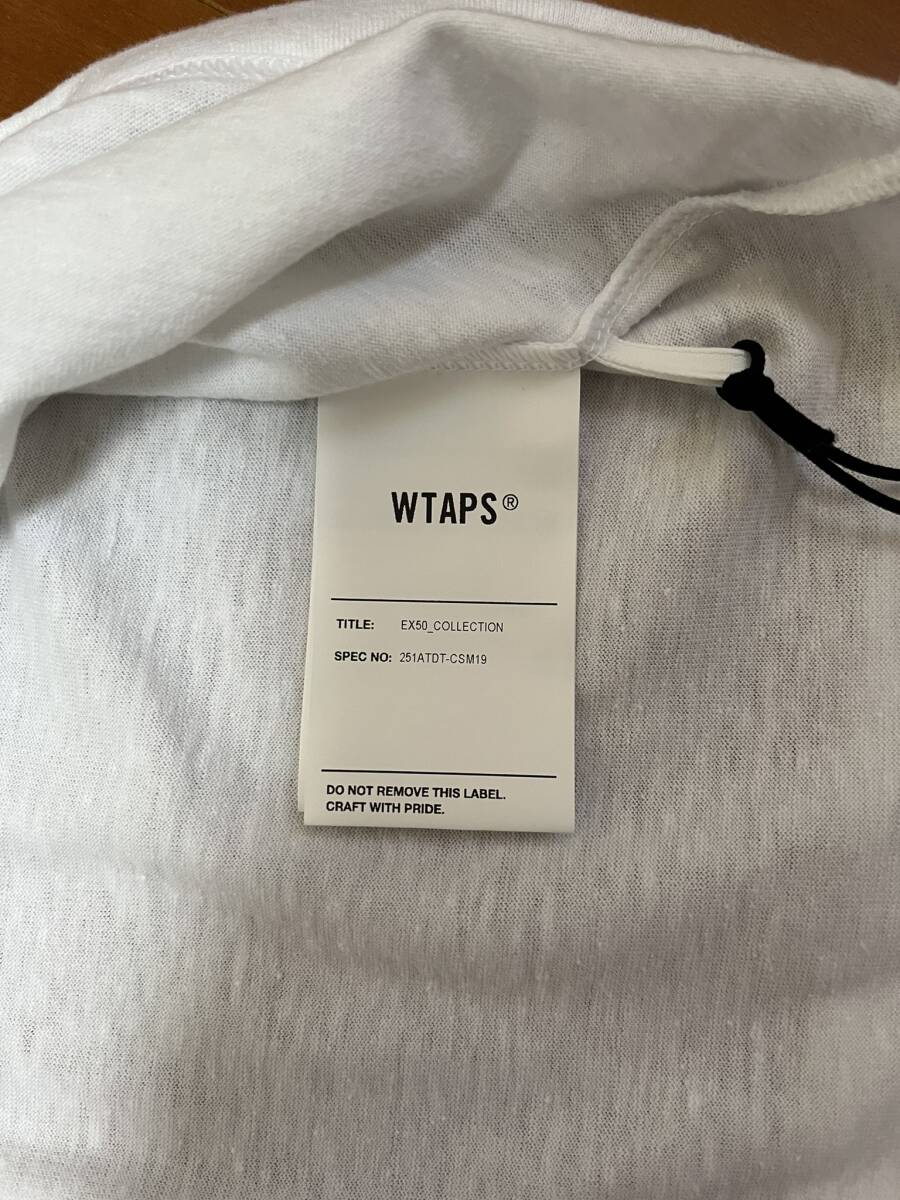 WTAPS®
TITLE: EX50_COLLECTION
SPEC NO: 251ATDT-CSM19
DO NOT REMOVE THIS LABEL.
CRAFT WITH PRIDE.